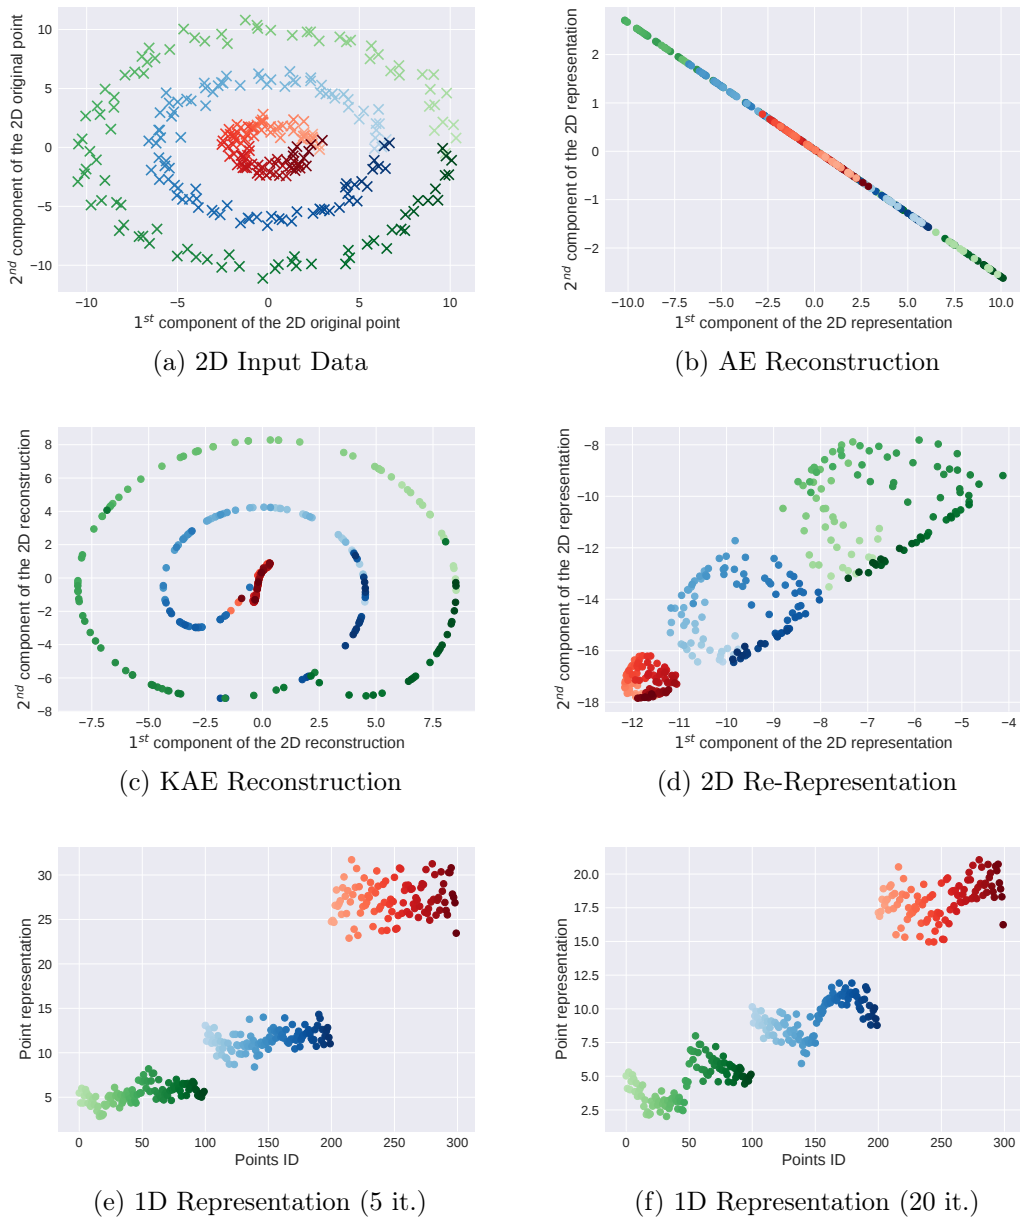 2nd component of the 2D original point
10
5
0
−5
−10
−10 −5 0 5 10
1st component of the 2D original point
(a) 2D Input Data
2nd component of the 2D representation
2
1
0
−1
−2
−10.0 −7.5 −5.0 −2.5 0.0 2.5 5.0 7.5 10.0
1st component of the 2D representation
(b) AE Reconstruction
2nd component of the 2D reconstruction
8
6
4
2
0
−2
−4
−6
−8
−7.5 −5.0 −2.5 0.0 2.5 5.0 7.5
1st component of the 2D reconstruction
(c) KAE Reconstruction
2nd component of the 2D representation
−8
−10
−12
−14
−16
−18
−12 −11 −10 −9 −8 −7 −6 −5 −4
1st component of the 2D representation
(d) 2D Re-Representation
Point representation
30
25
20
15
10
5
0 50 100 150 200 250 300
Points ID
(e) 1D Representation (5 it.)
Point representation
20.0
17.5
15.0
12.5
10.0
7.5
5.0
2.5
0 50 100 150 200 250 300
Points ID
(f) 1D Representation (20 it.)